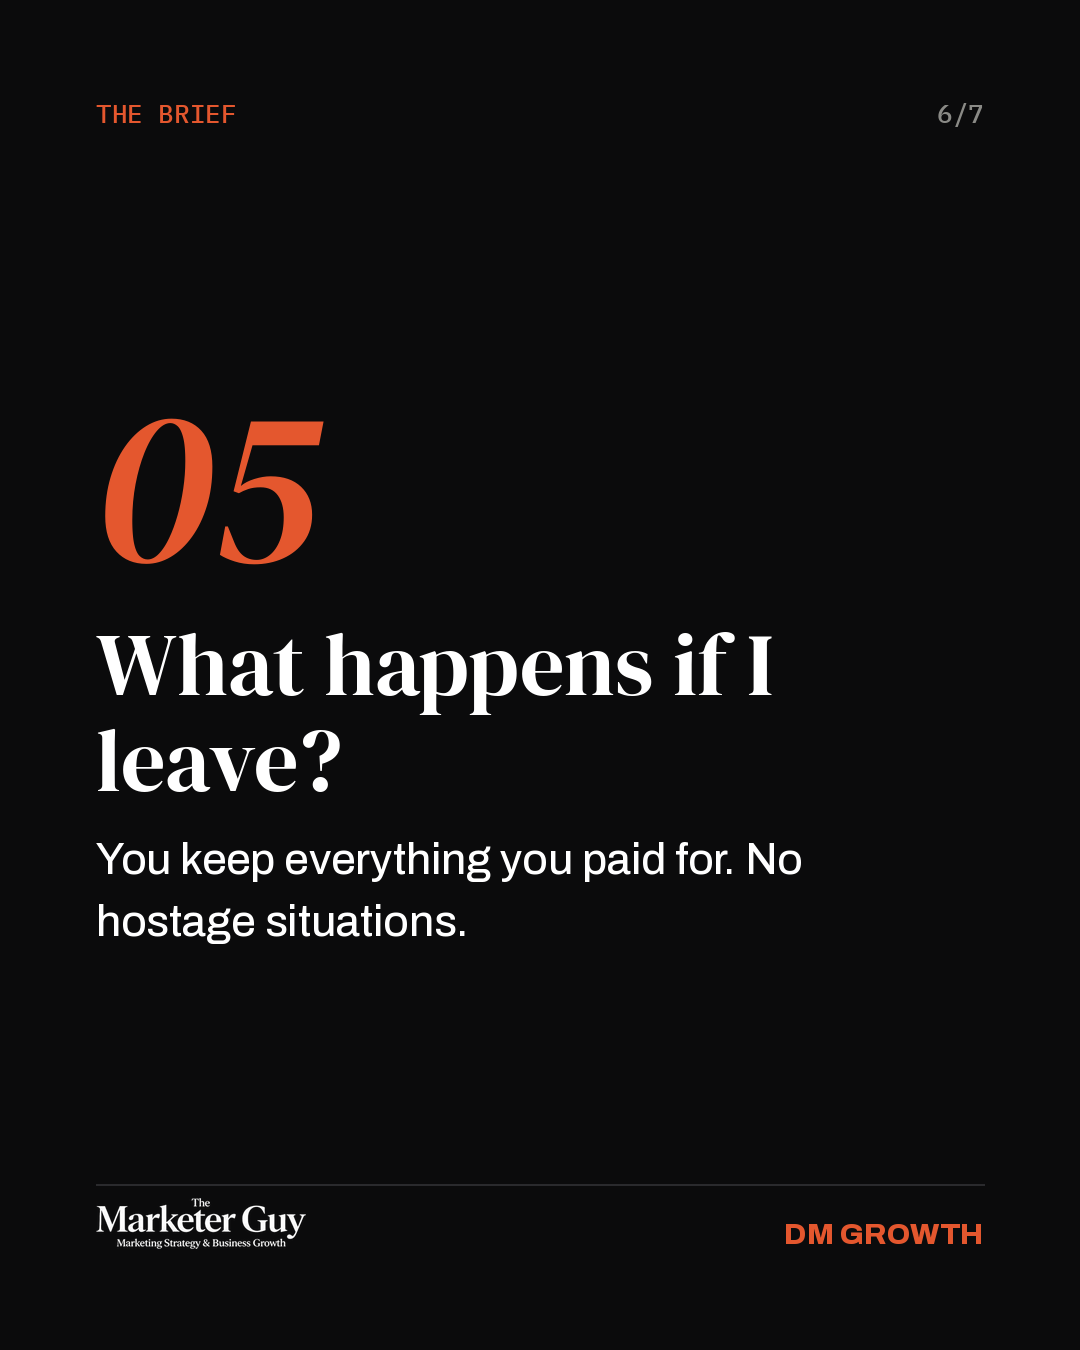 THE BRIEF
6/7
05
What happens if I
leave?
You keep everything you paid for. No
hostage situations.
The
Marketer Guy
Marketing Strategy & Business Growth
DM GROWTH